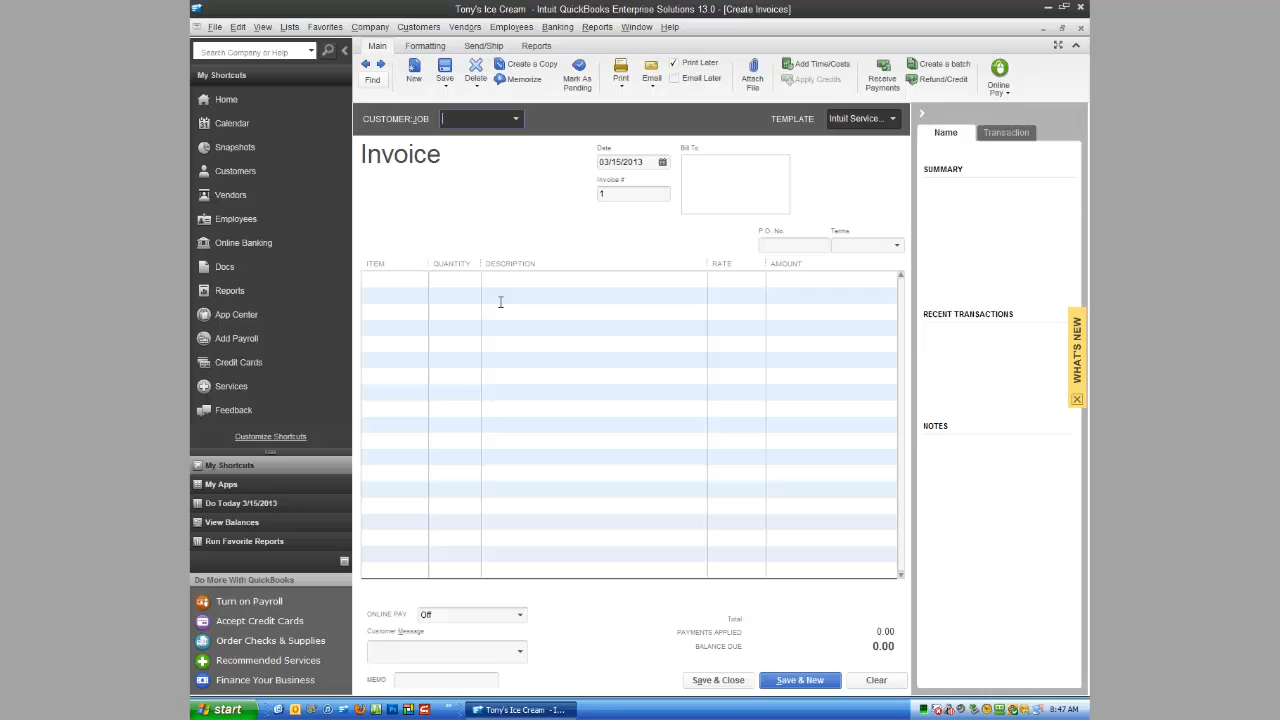 Tony's Ice Cream - Intuit QuickBooks Enterprise Solutions 13.0 - [Create Invoices]
File Edit View Lists Favorites Company Customers Vendors Employees Banking Reports Window Help
Search Company or Help
My Shortcuts
Home
Calendar
Snapshots
Customers
Vendors
Employees
Online Banking
Docs
Reports
App Center
Add Payroll
Credit Cards
Services
Feedback
Customize Shortcuts
My Shortcuts
My Apps
Do Today 3/15/2013
View Balances
Run Favorite Reports
Do More With QuickBooks
Turn on Payroll
Accept Credit Cards
Order Checks & Supplies
Recommended Services
Finance Your Business
Main Formatting Send/Ship Reports
Find
New
Save
Delete
Create a Copy
Memorize
Mark As
Pending
Print
Email
Print Later
Email Later
Attach
File
Add Time/Costs
Apply Credits
Receive
Payments
Create a batch
Refund/Credit
Online
Pay
CUSTOMER:JOB
TEMPLATE Intuit Service...
Invoice
Date
03/15/2013
Invoice #
1
Bill To
P.O. No. Terms
ITEM QUANTITY DESCRIPTION RATE AMOUNT
ONLINE PAY Off
Customer Message
MEMO
Total
PAYMENTS APPLIED 0.00
BALANCE DUE 0.00
Save & Close Save & New Clear
Name Transaction
SUMMARY
RECENT TRANSACTIONS
NOTES
WHAT'S NEW
start
Tony's Ice Cream - I...
8:47 AM